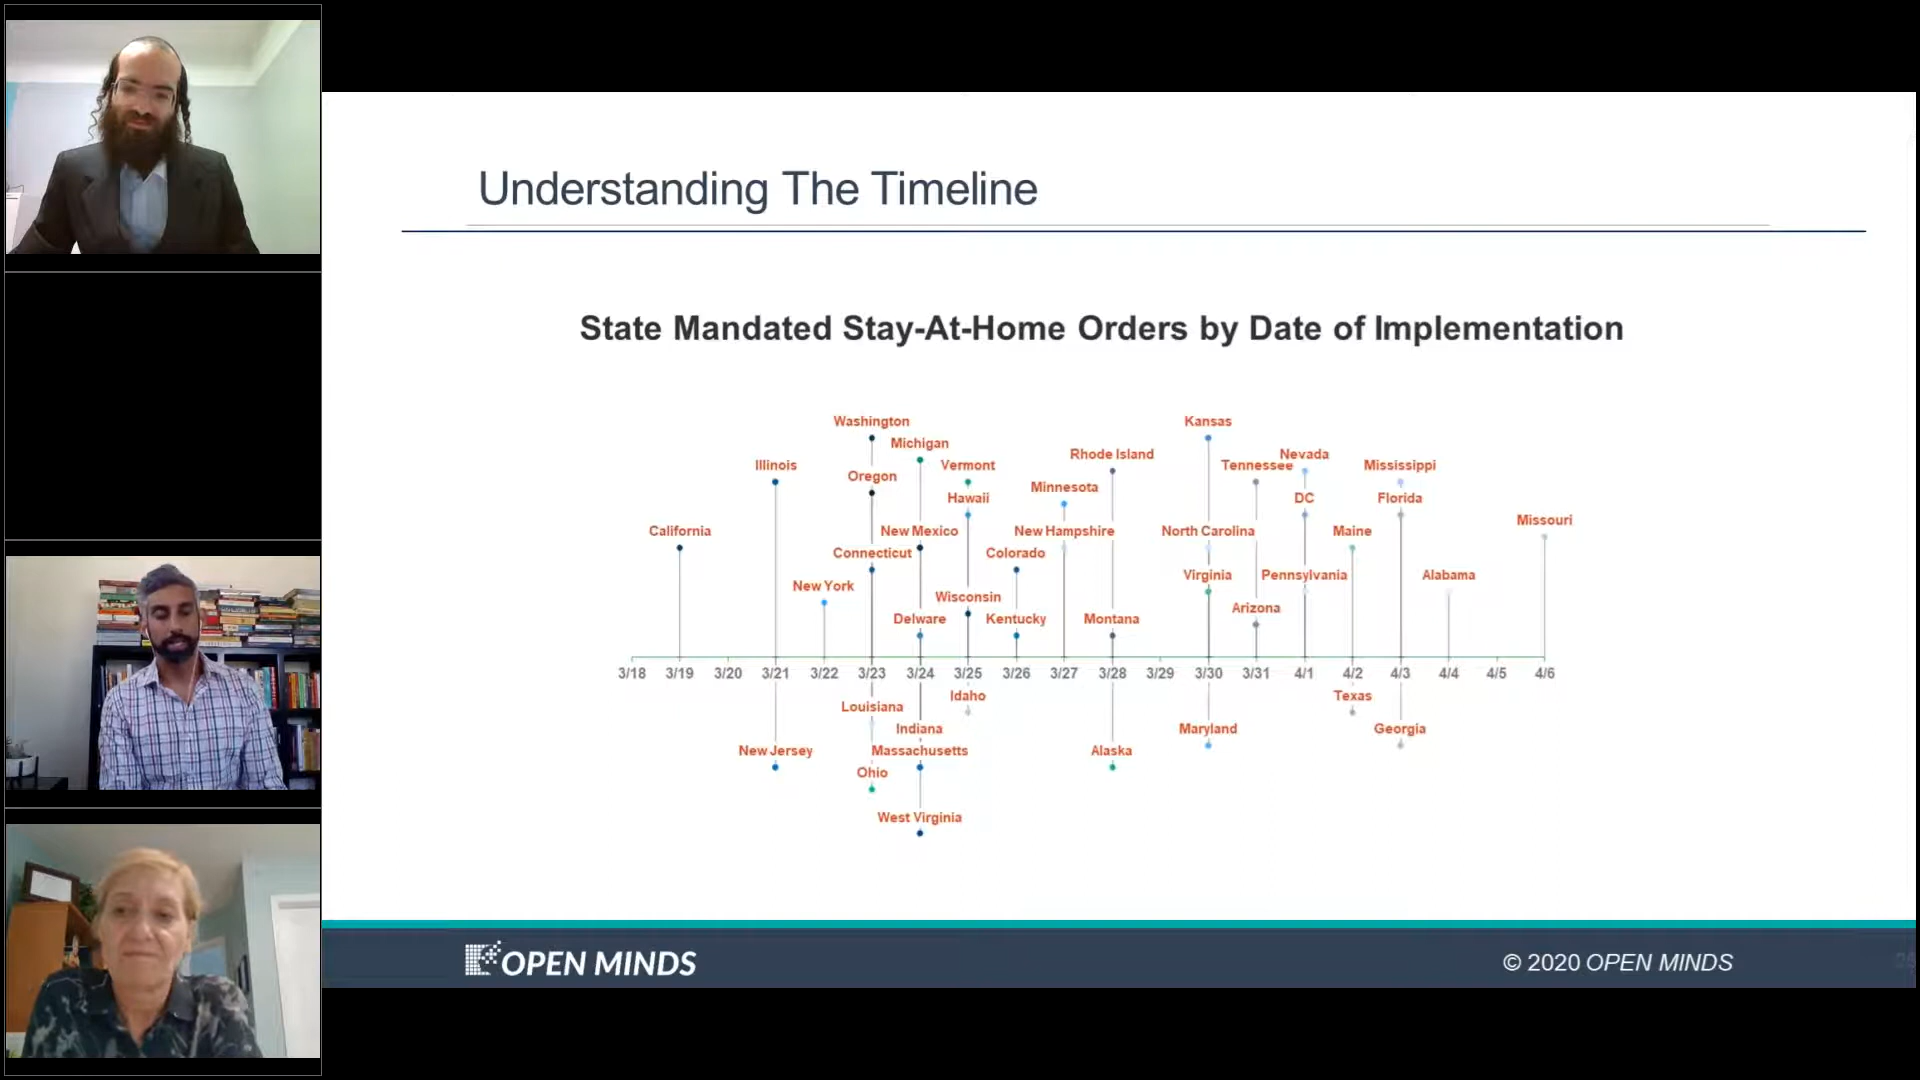 Understanding The Timeline
State Mandated Stay-At-Home Orders by Date of Implementation
Washington
Kansas
Michigan
Rhode Island
Nevada
Illinois
Vermont
Tennessee
Mississippi
Oregon
Minnesota
Hawaii
DC
Florida
Missouri
California
New Mexico
New Hampshire
North Carolina
Maine
Connecticut
Colorado
Virginia
Pennsylvania
Alabama
New York
Wisconsin
Arizona
Delware
Kentucky
Montana
3/18 3/19 3/20 3/21 3/22 3/23 3/24 3/25 3/26 3/27 3/28 3/29 3/30 3/31 4/1 4/2 4/3 4/4 4/5 4/6
Idaho
Texas
Louisiana
Indiana
Maryland
Georgia
New Jersey
Massachusetts
Alaska
Ohio
West Virginia
OPEN MINDS
© 2020 OPEN MINDS